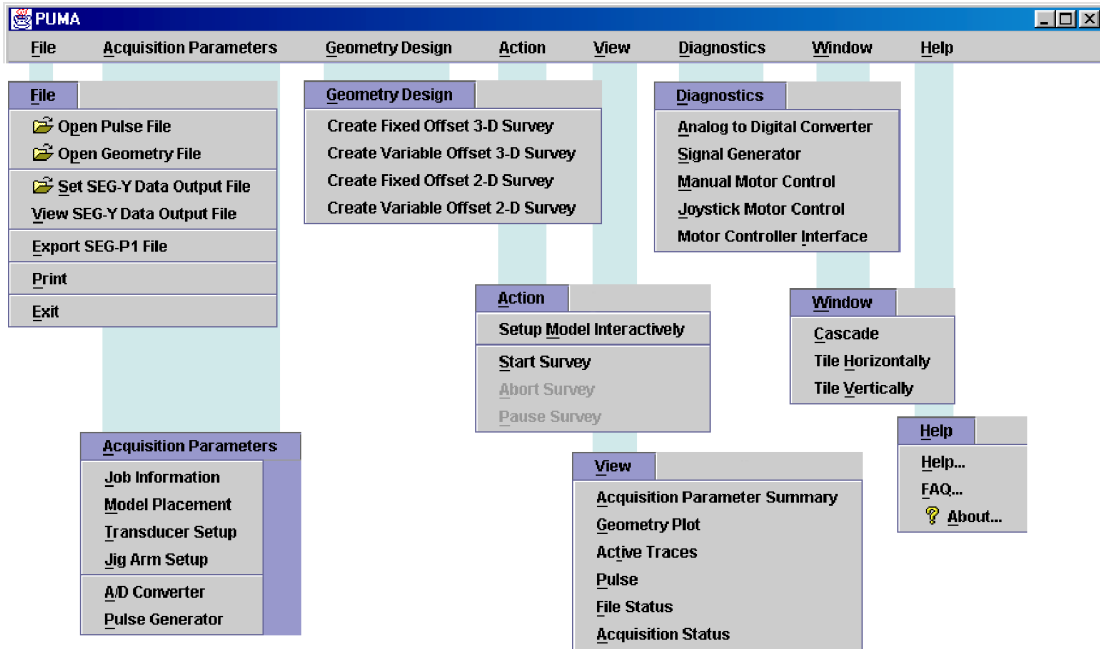 PUMA
File Acquisition Parameters Geometry Design Action View Diagnostics Window Help
File
Open Pulse File
Open Geometry File
Set SEG-Y Data Output File
View SEG-Y Data Output File
Export SEG-P1 File
Print
Exit
Geometry Design
Create Fixed Offset 3-D Survey
Create Variable Offset 3-D Survey
Create Fixed Offset 2-D Survey
Create Variable Offset 2-D Survey
Diagnostics
Analog to Digital Converter
Signal Generator
Manual Motor Control
Joystick Motor Control
Motor Controller Interface
Action
Setup Model Interactively
Start Survey
Abort Survey
Pause Survey
Window
Cascade
Tile Horizontally
Tile Vertically
Acquisition Parameters
Job Information
Model Placement
Transducer Setup
Jig Arm Setup
A/D Converter
Pulse Generator
View
Acquisition Parameter Summary
Geometry Plot
Active Traces
Pulse
File Status
Acquisition Status
Help
Help...
FAQ...
About...